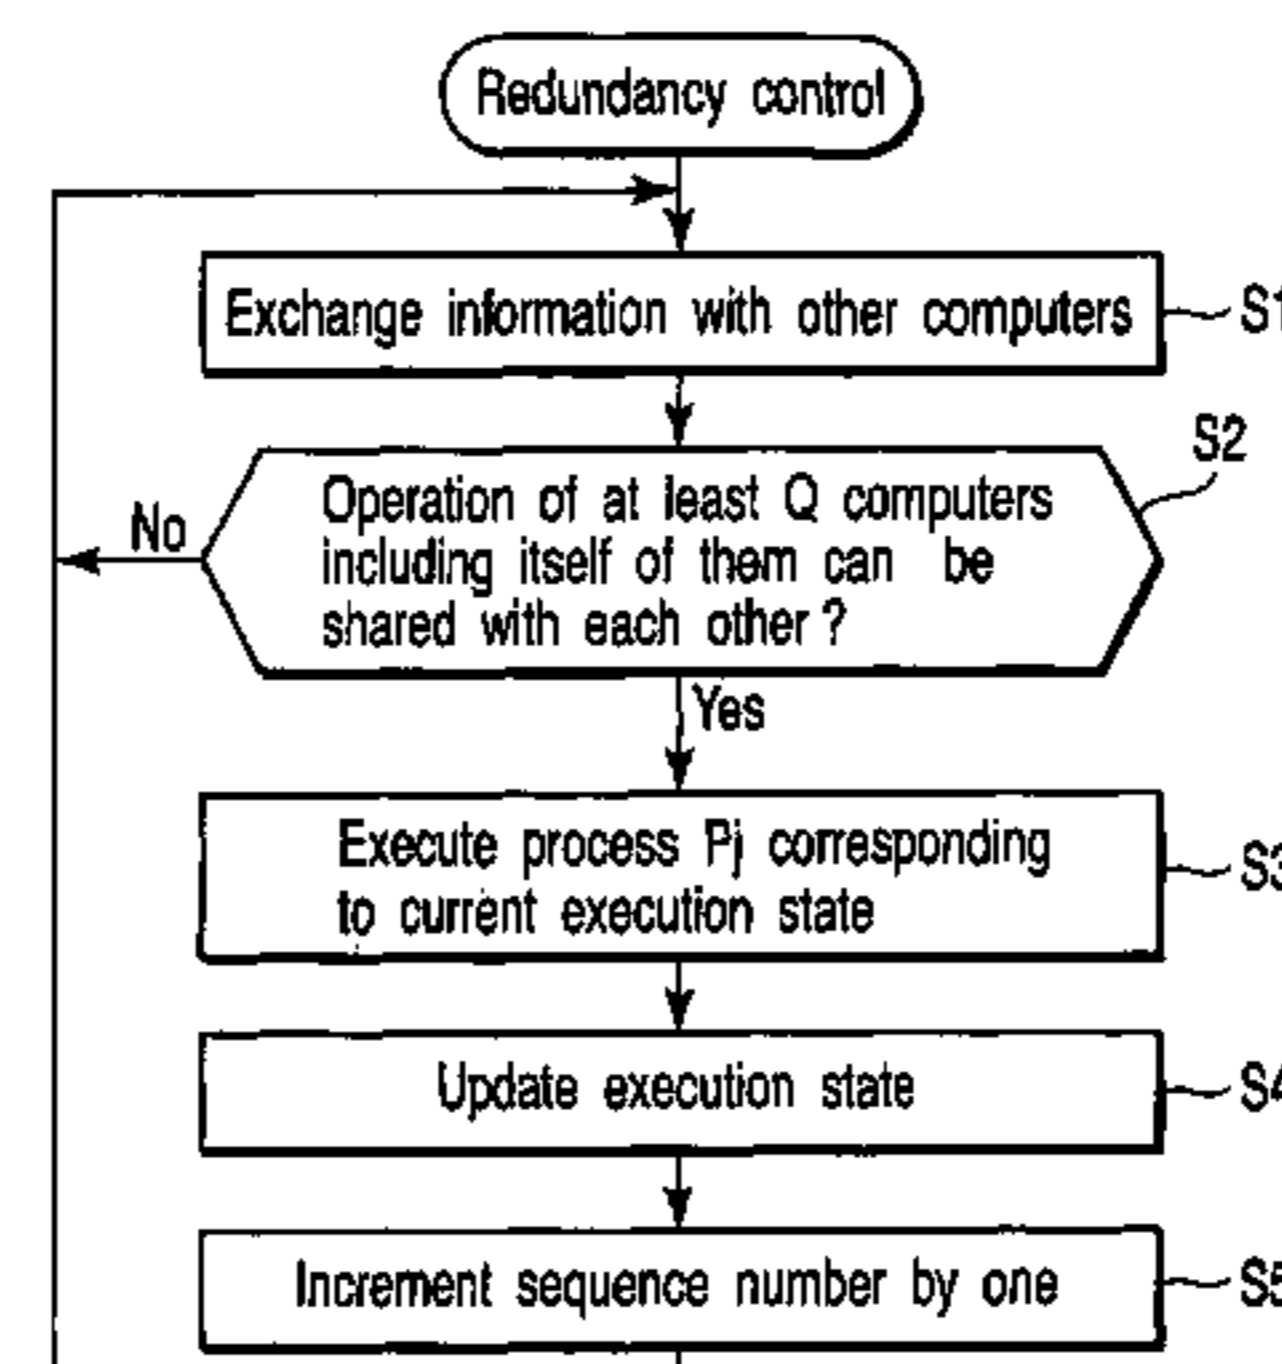 Redundancy control
Exchange information with other computers
S1
S2
Operation of at least Q computers
including itself of them can be
shared with each other ?
No
Yes
Execute process Pj corresponding
to current execution state
S3
Update execution state
S4
Increment sequence number by one
S5